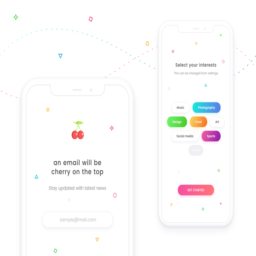 an email will be
cherry on the top
Stay updated with latest news
sample@mail.com
Select your interests
You can be changed from settings
Music
Photography
Design
Art
Social media
Sports
GET STARTED